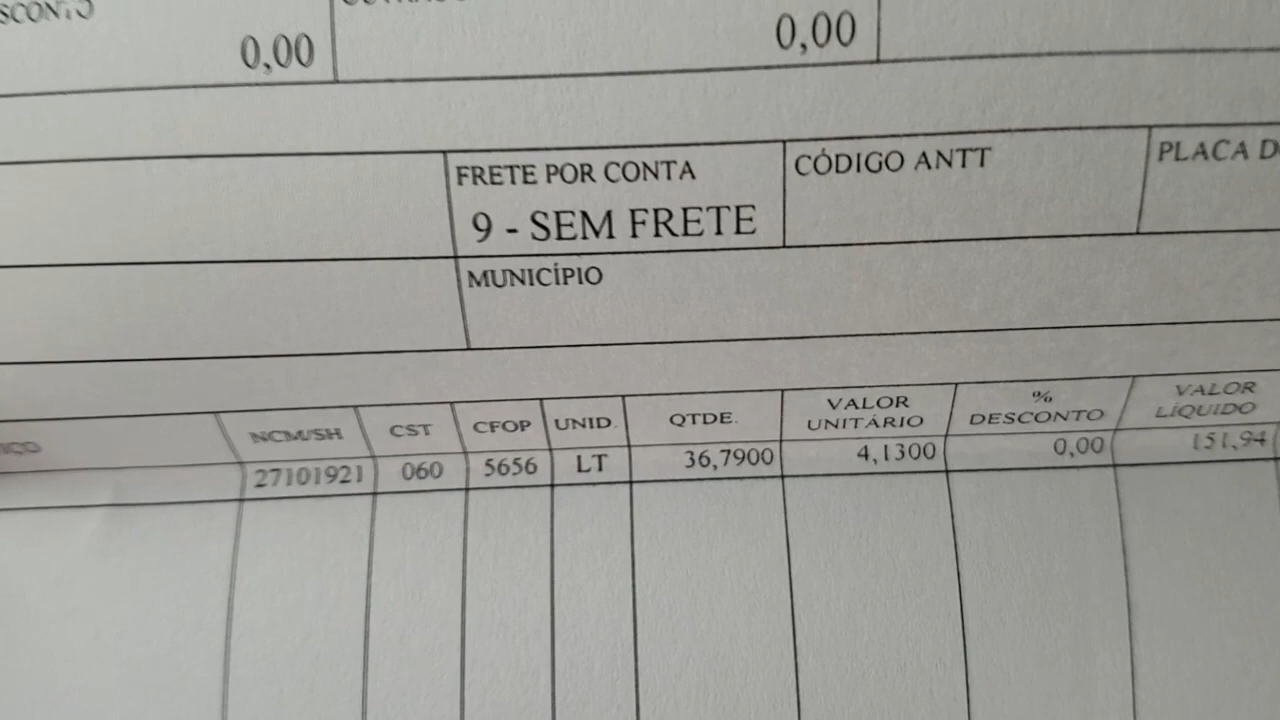 0,00 0,00
FRETE POR CONTA CÓDIGO ANTT PLACA D
9 - SEM FRETE
MUNICÍPIO
NCM/SH CST CFOP UNID. QTDE. VALOR UNITÁRIO % DESCONTO VALOR LÍQUIDO
27101921 060 5656 LT 36,7900 4,1300 0,00 151,94